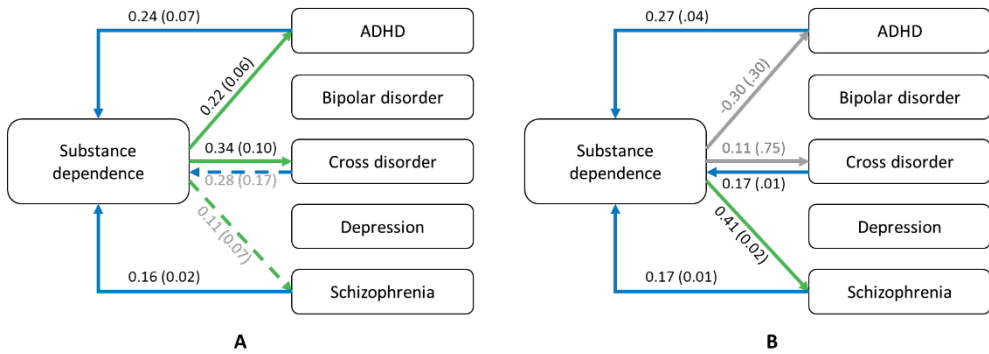 0.24 (0.07)
ADHD
0.22 (0.06)
Bipolar disorder
Substance
dependence
0.34 (0.10)
Cross disorder
0.28 (0.17)
0.11 (0.07)
Depression
0.16 (0.02)
Schizophrenia
A
0.27 (.04)
ADHD
-0.30 (.30)
Bipolar disorder
Substance
dependence
0.11 (.75)
Cross disorder
0.17 (.01)
0.41 (0.02)
Depression
0.17 (0.01)
Schizophrenia
B